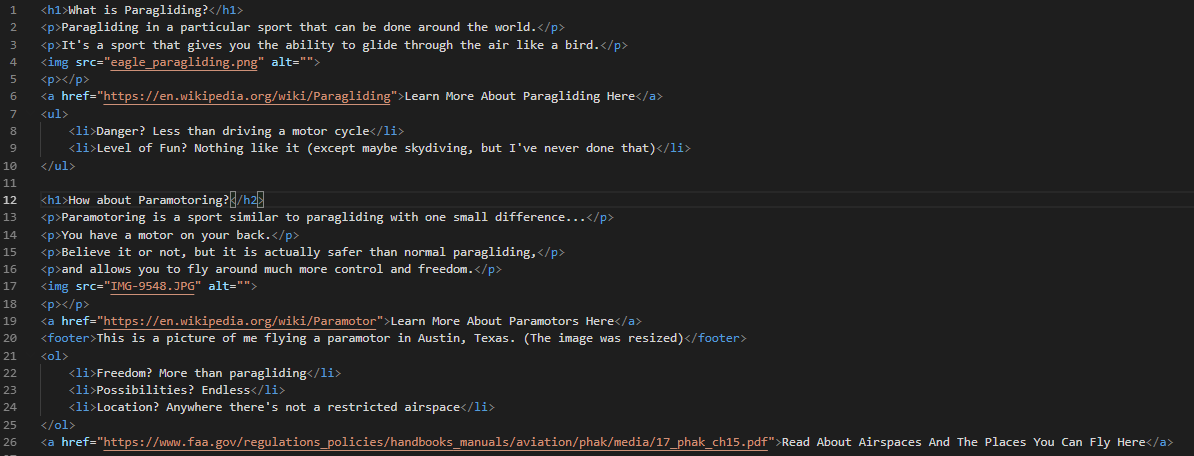 1 <h1>What is Paragliding?</h1>
2 <p>Paragliding in a particular sport that can be done around the world.</p>
3 <p>It's a sport that gives you the ability to glide through the air like a bird.</p>
4 <img src="eagle_paragliding.png" alt="">
5 <p></p>
6 <a href="https://en.wikipedia.org/wiki/Paragliding">Learn More About Paragliding Here</a>
7 <ul>
8     <li>Danger? Less than driving a motor cycle</li>
9     <li>Level of Fun? Nothing like it (except maybe skydiving, but I've never done that)</li>
10 </ul>
11
12 <h1>How about Paramotoring?</h2>
13 <p>Paramotoring is a sport similar to paragliding with one small difference...</p>
14 <p>You have a motor on your back.</p>
15 <p>Believe it or not, but it is actually safer than normal paragliding,</p>
16 <p>and allows you to fly around much more control and freedom.</p>
17 <img src="IMG-9548.JPG" alt="">
18 <p></p>
19 <a href="https://en.wikipedia.org/wiki/Paramotor">Learn More About Paramotors Here</a>
20 <footer>This is a picture of me flying a paramotor in Austin, Texas. (The image was resized)</footer>
21 <ol>
22     <li>Freedom? More than paragliding</li>
23     <li>Possibilities? Endless</li>
24     <li>Location? Anywhere there's not a restricted airspace</li>
25 </ol>
26 <a href="https://www.faa.gov/regulations_policies/handbooks_manuals/aviation/phak/media/17_phak_ch15.pdf">Read About Airspaces And The Places You Can Fly Here</a>